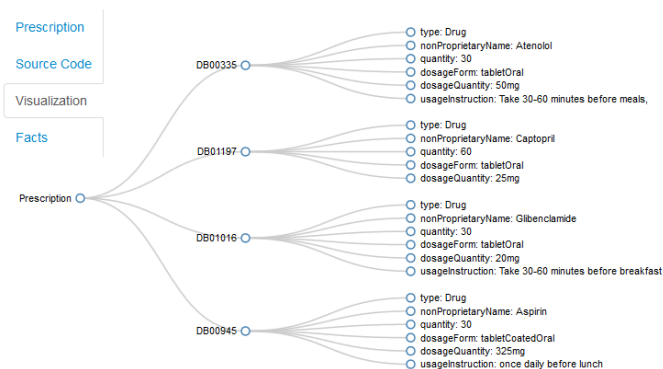 Prescription
Source Code
Visualization
Facts
Prescription
DB00335
type: Drug
nonProprietaryName: Atenolol
quantity: 30
dosageForm: tabletOral
dosageQuantity: 50mg
usageInstruction: Take 30-60 minutes before meals,
DB01197
type: Drug
nonProprietaryName: Captopril
quantity: 60
dosageForm: tabletOral
dosageQuantity: 25mg
DB01016
type: Drug
nonProprietaryName: Glibenclamide
quantity: 30
dosageForm: tabletOral
dosageQuantity: 20mg
usageInstruction: Take 30-60 minutes before breakfast
DB00945
type: Drug
nonProprietaryName: Aspirin
quantity: 30
dosageForm: tabletCoatedOral
dosageQuantity: 325mg
usageInstruction: once daily before lunch